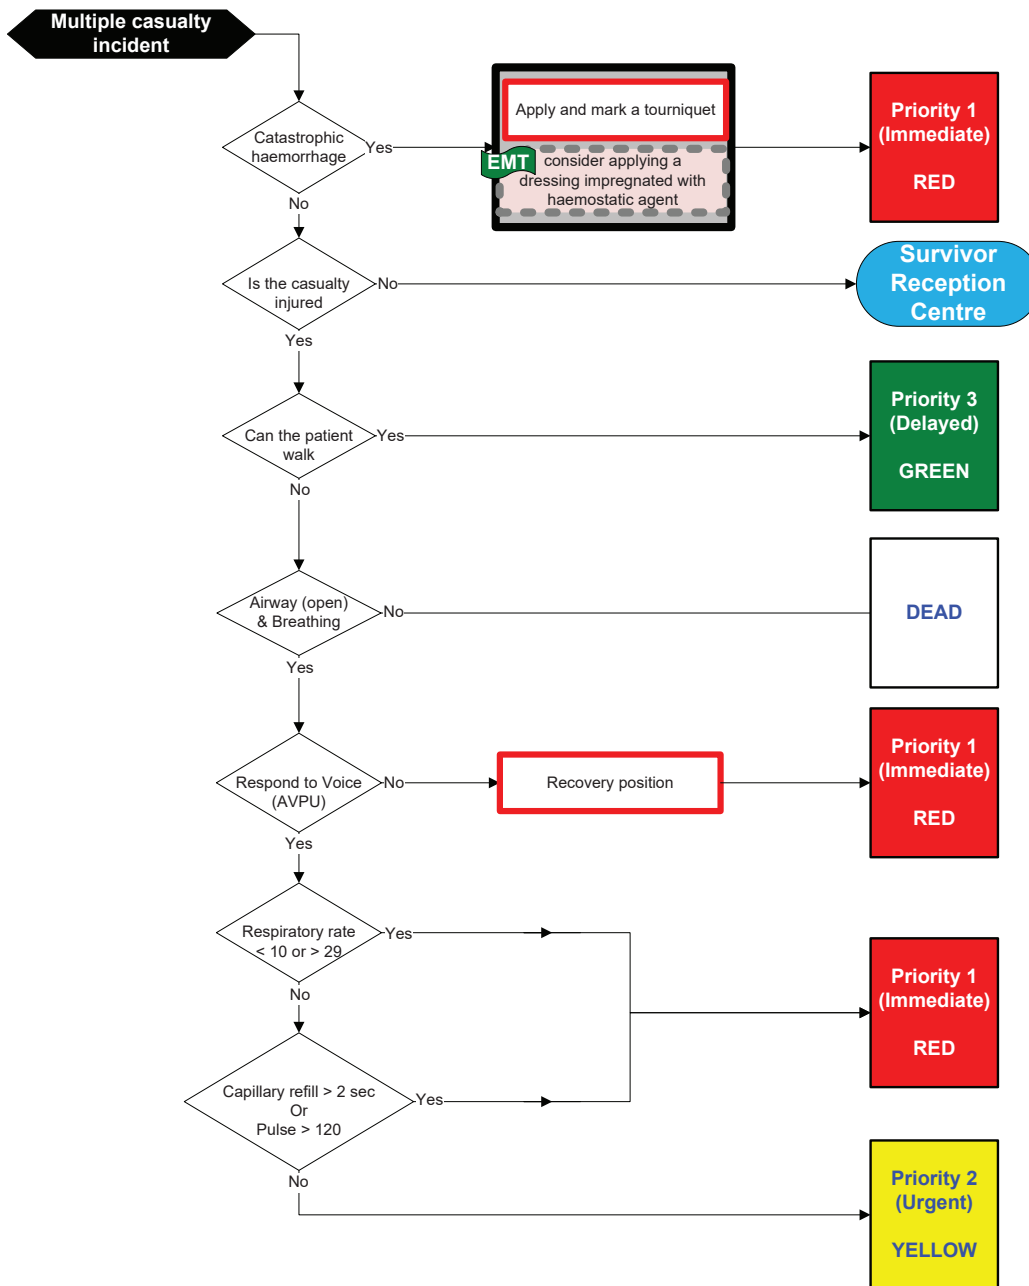 Multiple casualty
incident
Catastrophic
haemorrhage
Yes
No
Apply and mark a tourniquet
EMT
consider applying a
dressing impregnated with
haemostatic agent
Priority 1
(Immediate)
RED
Is the casualty
injured
No
Yes
Survivor
Reception
Centre
Can the patient
walk
Yes
No
Priority 3
(Delayed)
GREEN
Airway (open)
& Breathing
No
Yes
DEAD
Respond to Voice
(AVPU)
No
Yes
Recovery position
Priority 1
(Immediate)
RED
Respiratory rate
< 10 or > 29
Yes
No
Capillary refill > 2 sec
Or
Pulse > 120
Yes
No
Priority 1
(Immediate)
RED
Priority 2
(Urgent)
YELLOW